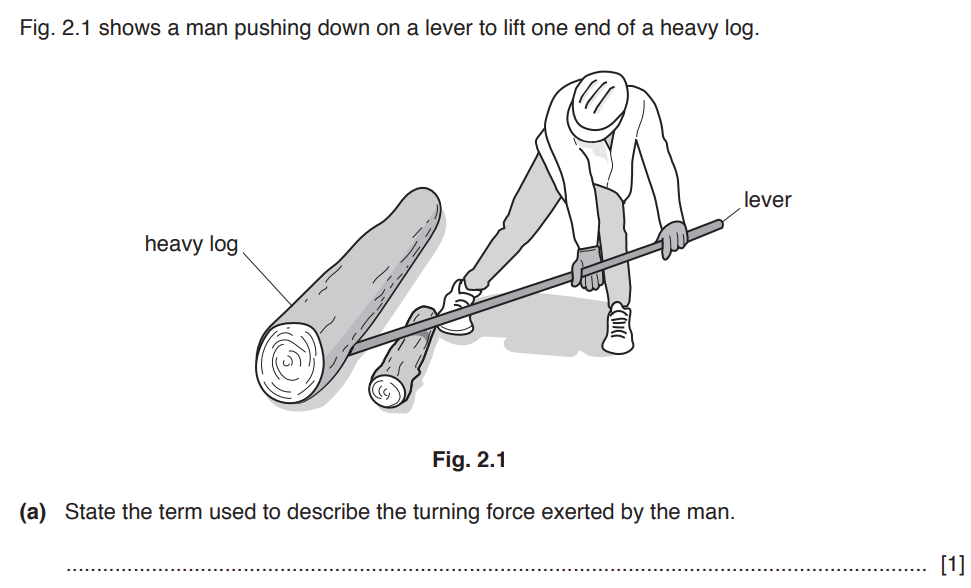 Fig. 2.1 shows a man pushing down on a lever to lift one end of a heavy log.
lever
heavy log
Fig. 2.1
(a) State the term used to describe the turning force exerted by the man.
.......................................................................................................................................... [1]